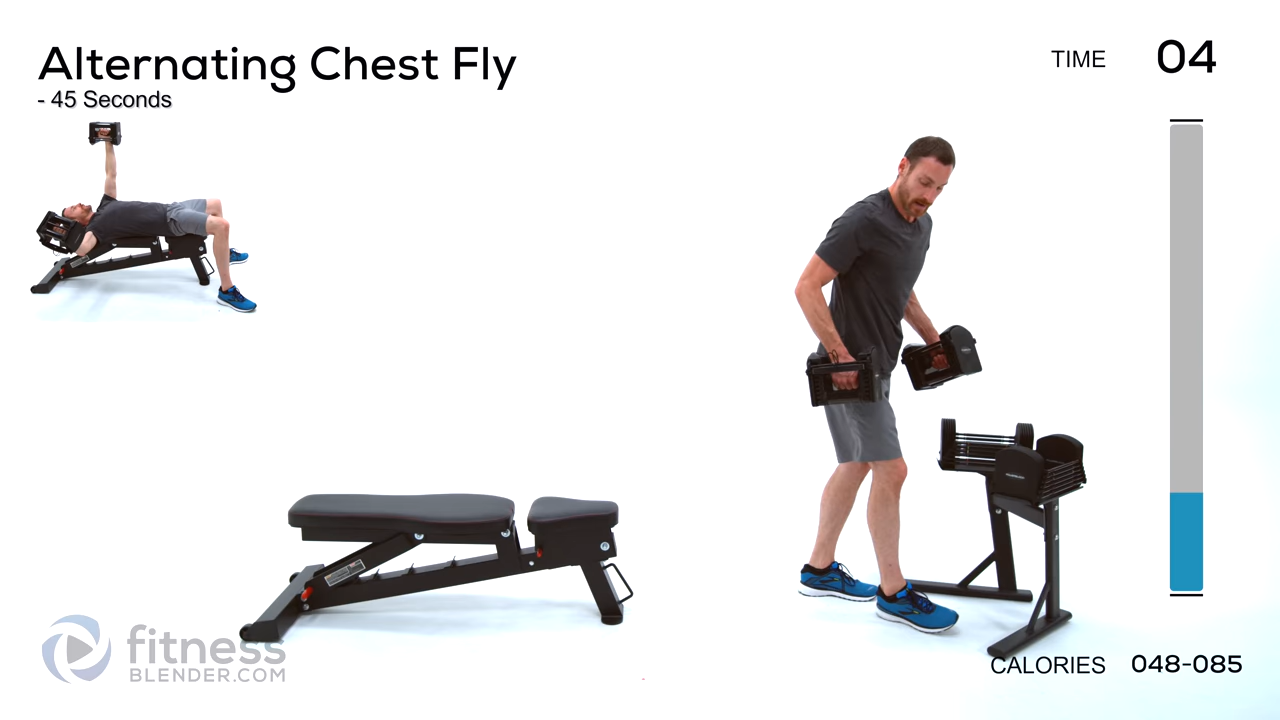 Alternating Chest Fly
- 45 Seconds
TIME 04
fitness
BLENDER.COM
CALORIES 048-085